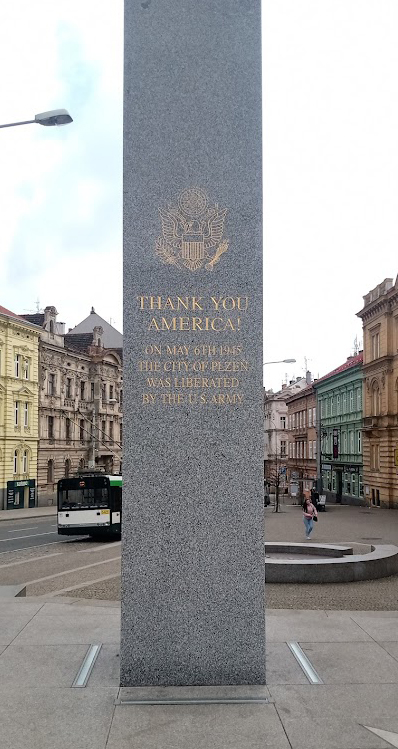 THANK YOU
AMERICA!
ON MAY 6TH 1945
THE CITY OF PLZEN
WAS LIBERATED
BY THE U.S. ARMY